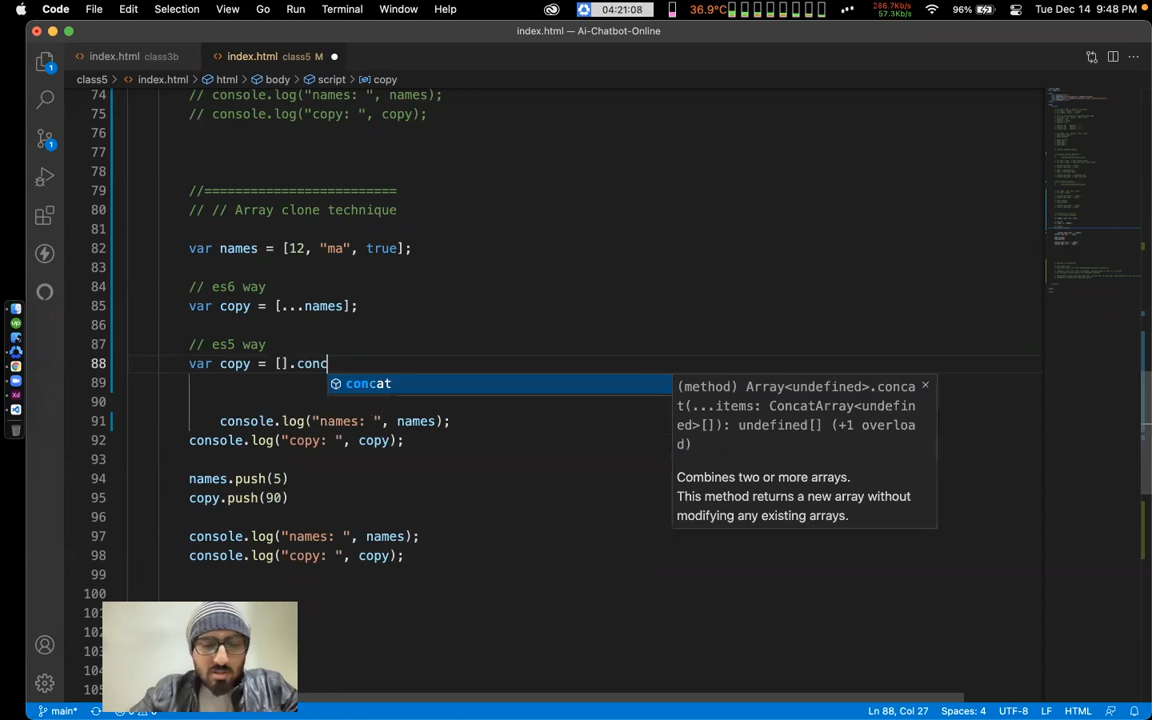 Code File Edit Selection View Go Run Terminal Window Help 04:21:08 36.9°C 286.7KB/s 57.3KB/s 96% Tue Dec 14 9:48 PM
index.html — Ai-Chatbot-Online
index.html class3b index.html class5 M
class5 > index.html > html > body > script > copy
74 // console.log("names: ", names);
75 // console.log("copy: ", copy);
76
77
78
79 //=========================
80 // // Array clone technique
81
82 var names = [12, "ma", true];
83
84 // es6 way
85 var copy = [...names];
86
87 // es5 way
88 var copy = [].conc
89
concat
(method) Array<undefined>.conca
t(...items: ConcatArray<undefin
ed>[]): undefined[] (+1 overloa
d)
Combines two or more arrays.
This method returns a new array without
modifying any existing arrays.
90
91 console.log("names: ", names);
92 console.log("copy: ", copy);
93
94 names.push(5)
95 copy.push(90)
96
97 console.log("names: ", names);
98 console.log("copy: ", copy);
99
100
main* Ln 88, Col 27 Spaces: 4 UTF-8 LF HTML